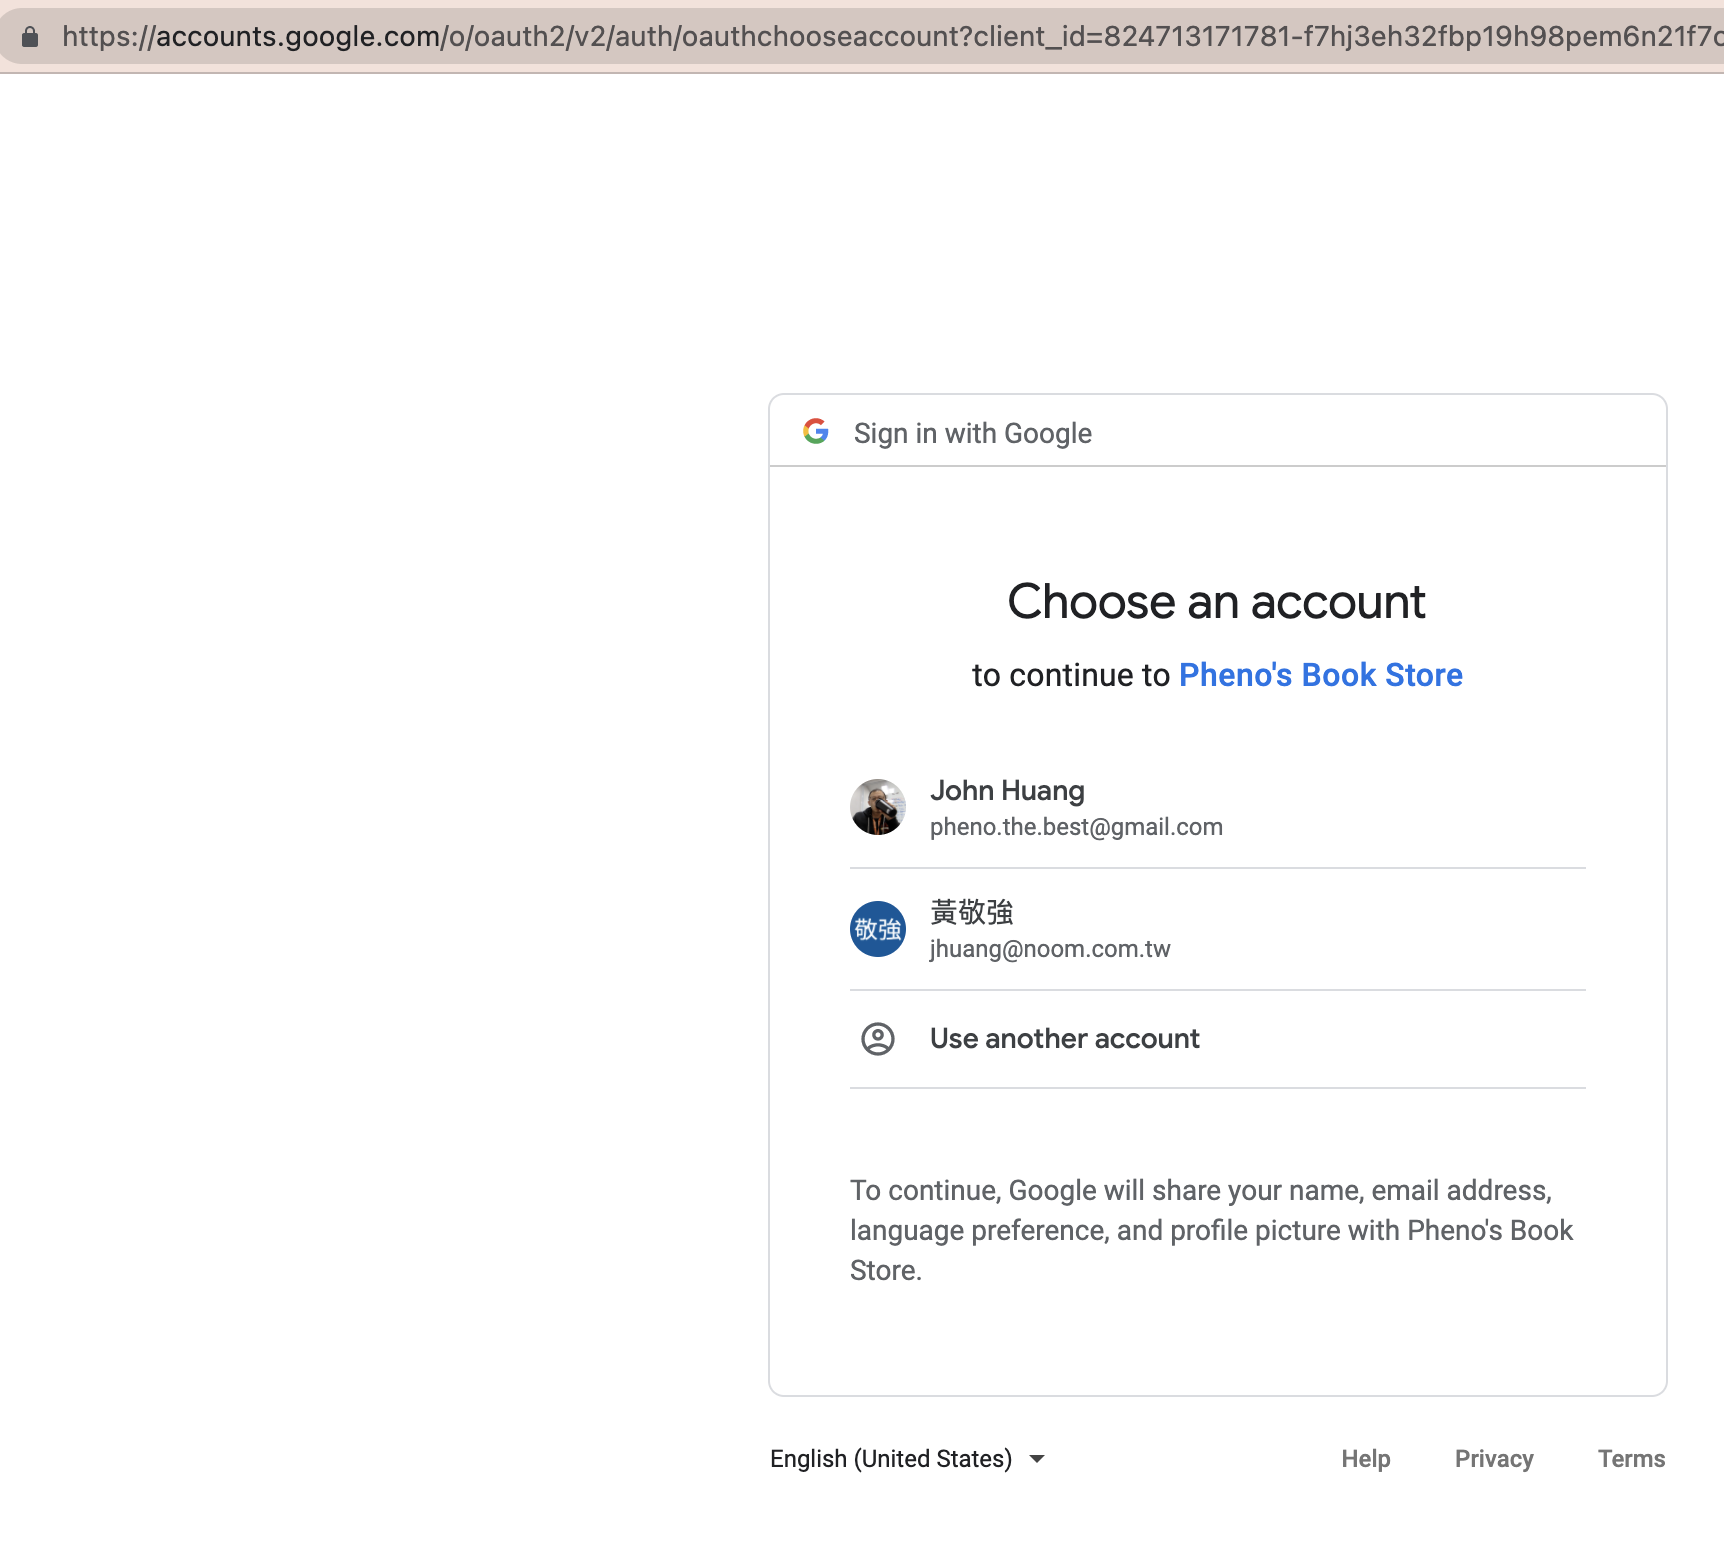 https://accounts.google.com/o/oauth2/v2/auth/oauthchooseaccount?client_id=824713171781-f7hj3eh32fbp19h98pem6n21f7
Sign in with Google
Choose an account
to continue to Pheno's Book Store
John Huang
pheno.the.best@gmail.com
敬強
黃敬強
jhuang@noom.com.tw
Use another account
To continue, Google will share your name, email address,
language preference, and profile picture with Pheno's Book
Store.
English (United States)
Help Privacy Terms